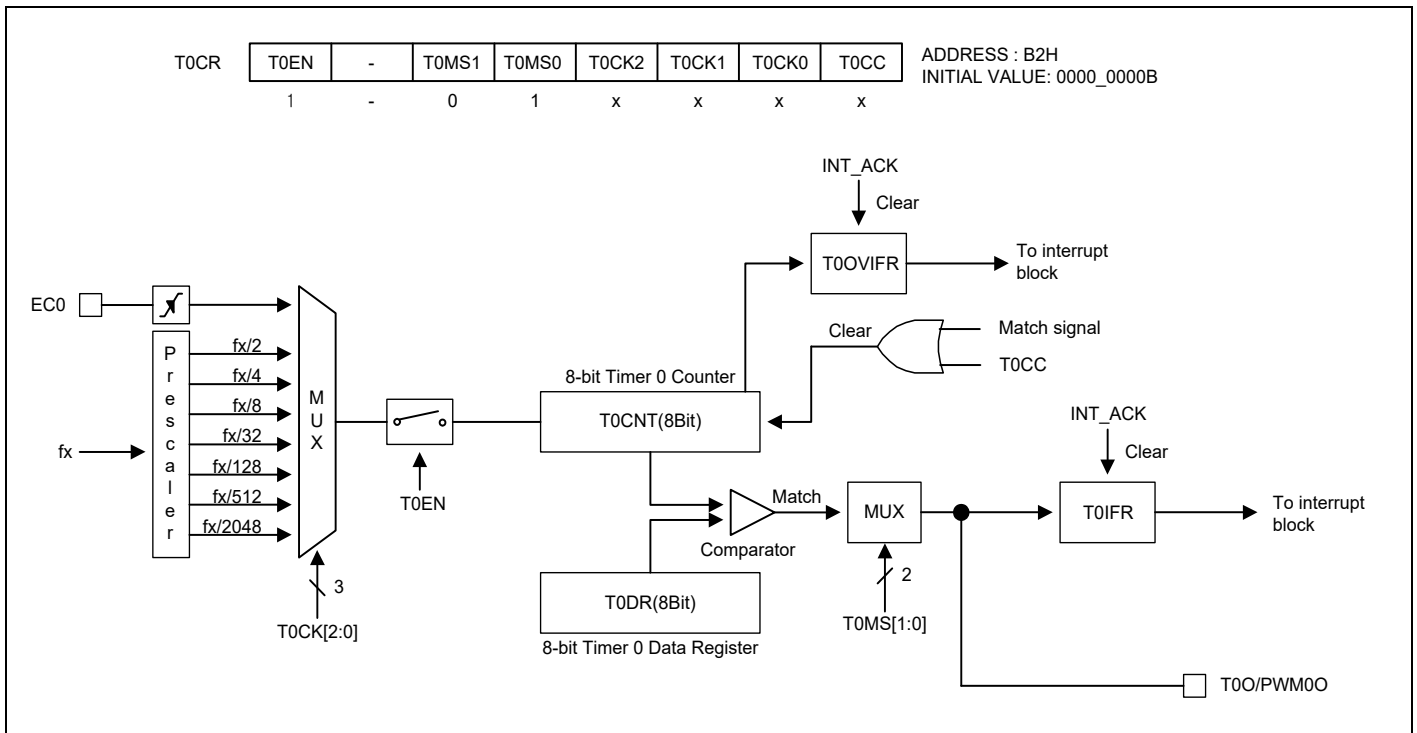 T0CR T0EN - T0MS1 T0MS0 T0CK2 T0CK1 T0CK0 T0CC
1 - 0 1 x x x x
ADDRESS : B2H
INITIAL VALUE: 0000_0000B
INT_ACK
Clear
T0OVIFR
To interrupt
block
EC0
Prescaler
fx
fx/2
fx/4
fx/8
fx/32
fx/128
fx/512
fx/2048
MUX
3
T0CK[2:0]
T0EN
8-bit Timer 0 Counter
T0CNT(8Bit)
Clear
Match signal
T0CC
Match
Comparator
T0DR(8Bit)
8-bit Timer 0 Data Register
MUX
2
T0MS[1:0]
INT_ACK
Clear
T0IFR
To interrupt
block
T0O/PWM0O